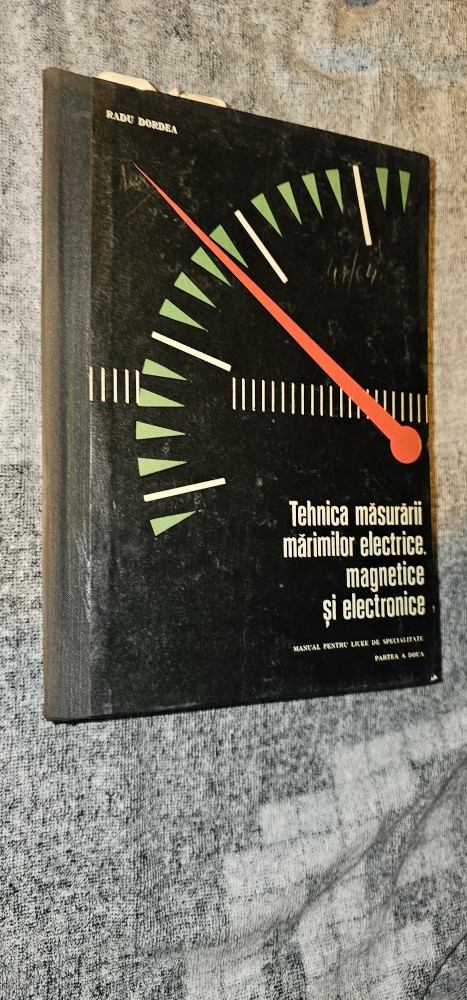 RADU DORDEA
Tehnica măsurării
mărimilor electrice.
magnetice
și electronice
MANUAL PENTRU LICEE DE SPECIALITATE
PARTEA A DOUA